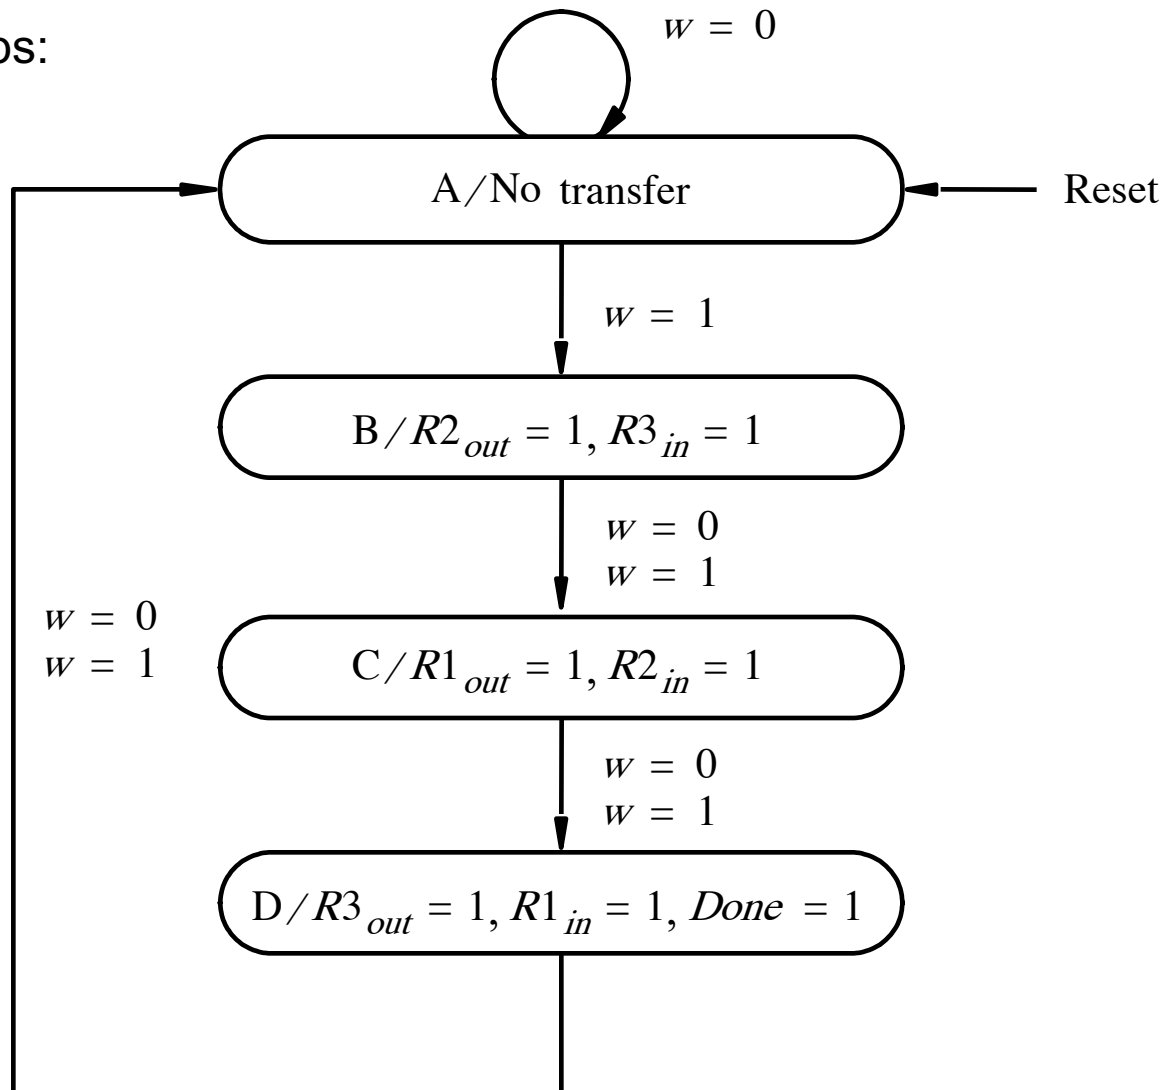 os:
w = 0
A/No transfer
Reset
w = 1
B/R2out = 1, R3in = 1
w = 0
w = 1
w = 0
w = 1
C/R1out = 1, R2in = 1
w = 0
w = 1
D/R3out = 1, R1in = 1, Done = 1